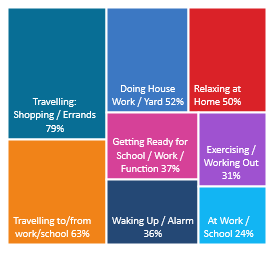 Travelling:
Shopping / Errands
79%
Doing House
Work / Yard 52%
Relaxing at
Home 50%
Getting Ready for
School / Work /
Function 37%
Exercising /
Working Out
31%
Travelling to/from
work/school 63%
Waking Up / Alarm
36%
At Work /
School 24%